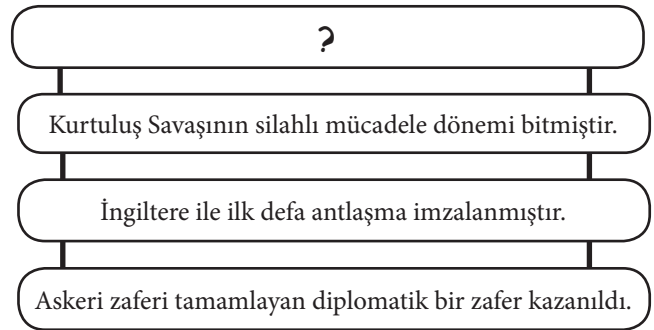 ?
Kurtuluş Savaşının silahlı mücadele dönemi bitmiştir.
İngiltere ile ilk defa antlaşma imzalanmıştır.
Askeri zaferi tamamlayan diplomatik bir zafer kazanıldı.